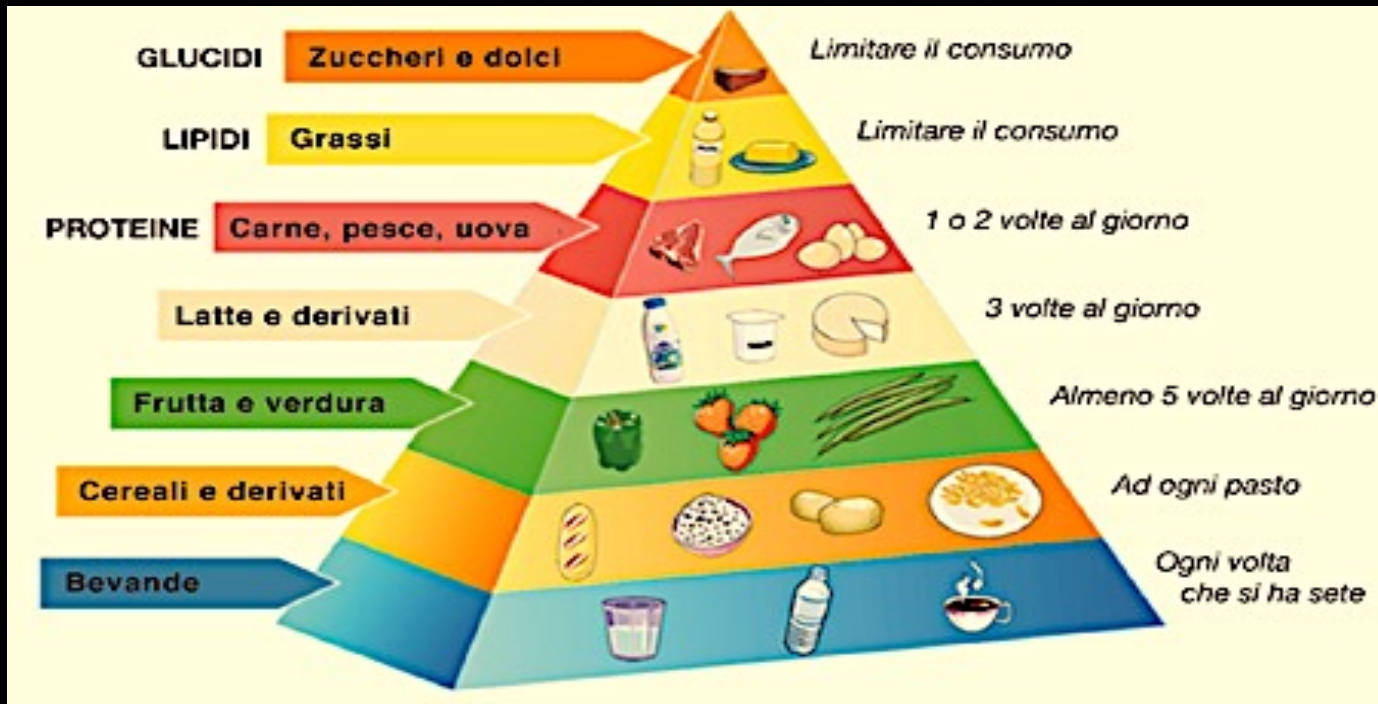 GLUCIDI Zuccheri e dolci Limitare il consumo
LIPIDI Grassi Limitare il consumo
PROTEINE Carne, pesce, uova 1 o 2 volte al giorno
Latte e derivati 3 volte al giorno
Frutta e verdura Almeno 5 volte al giorno
Cereali e derivati Ad ogni pasto
Bevande Ogni volta
che si ha sete